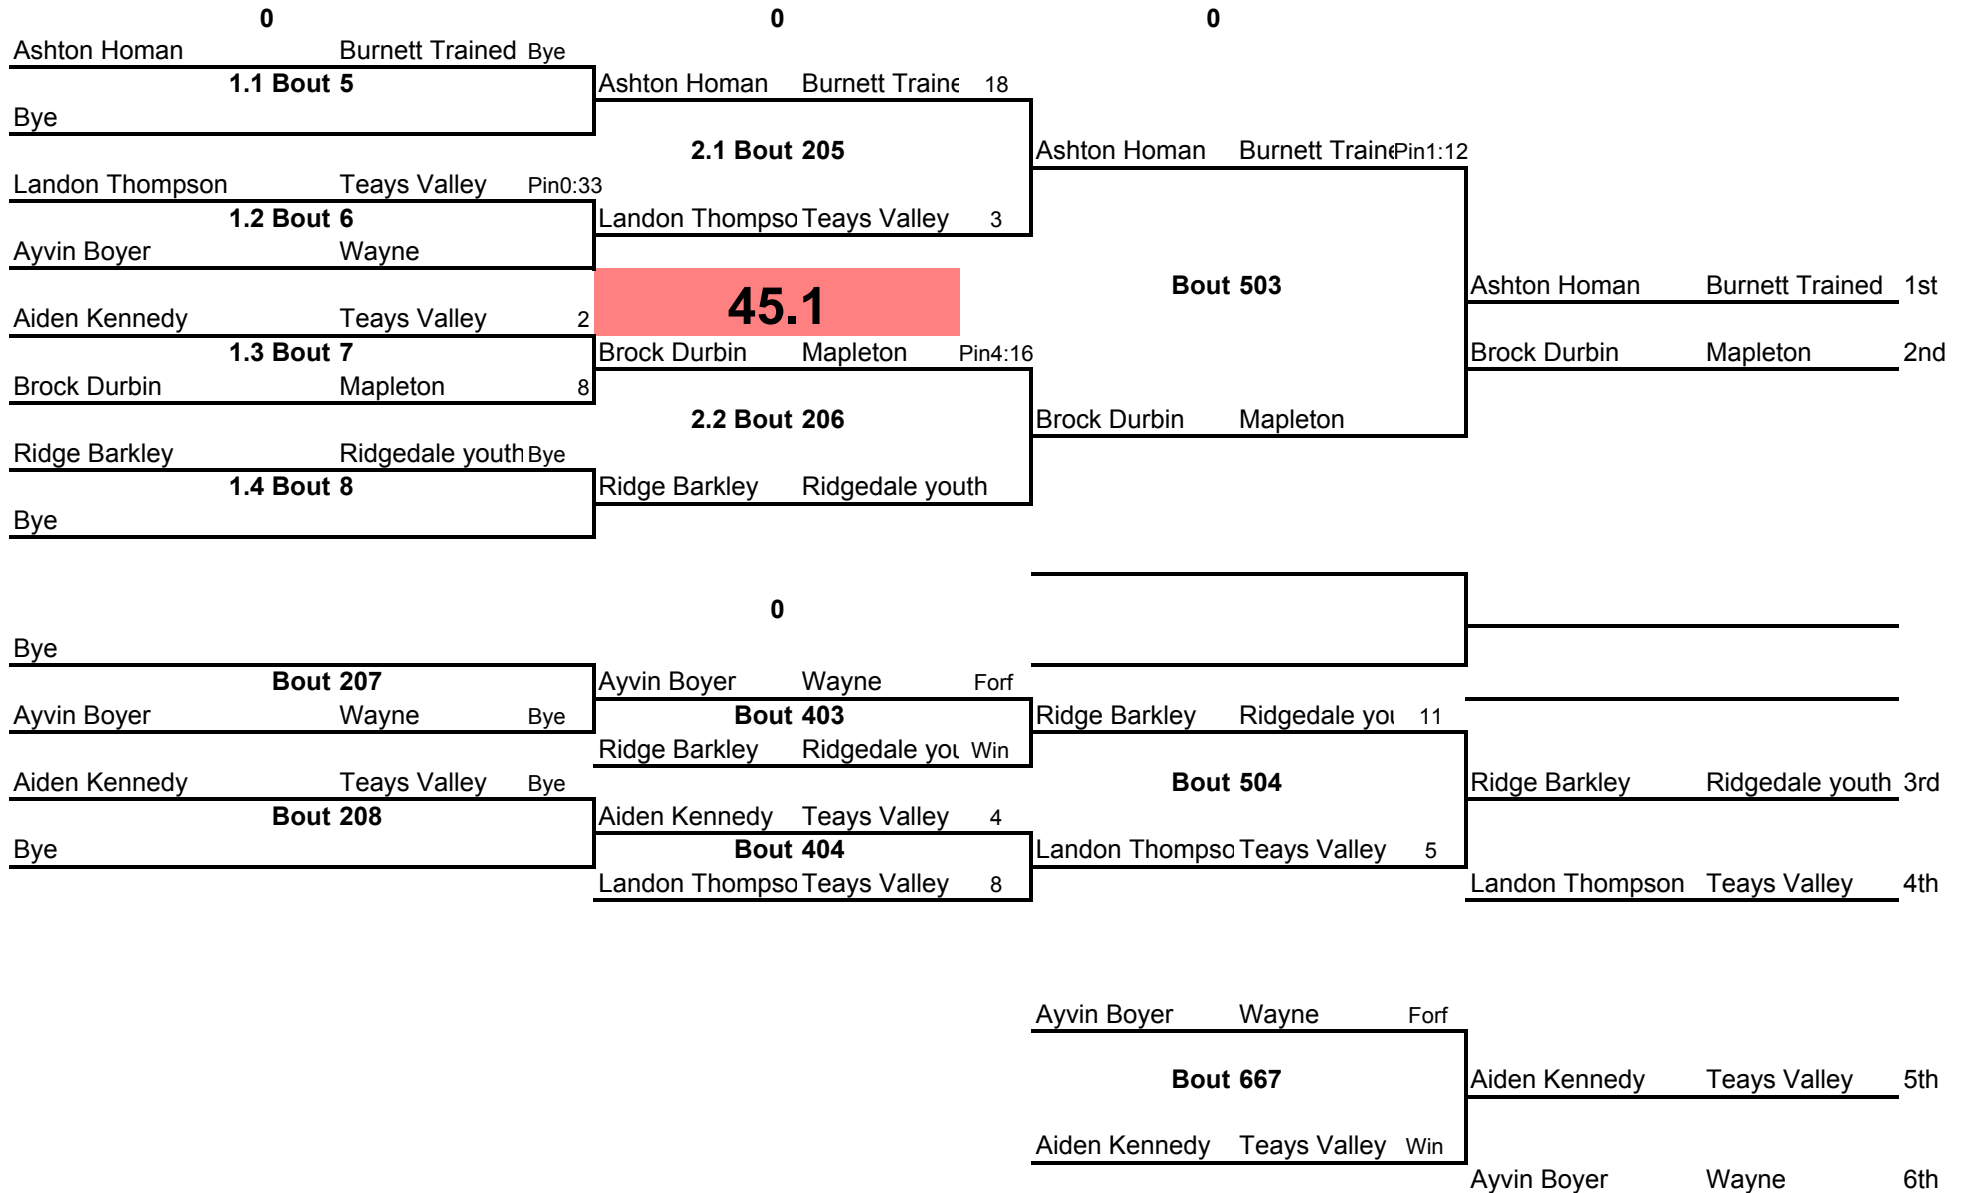 0 0 0
Ashton Homan Burnett Trained Bye
1.1 Bout 5 Ashton Homan Burnett Traine 18
Bye
2.1 Bout 205 Ashton Homan Burnett Traine Pin1:12
Landon Thompson Teays Valley Pin0:33
1.2 Bout 6 Landon Thompso Teays Valley 3
Ayvin Boyer Wayne
45.1 Bout 503 Ashton Homan Burnett Trained 1st
Aiden Kennedy Teays Valley 2
1.3 Bout 7 Brock Durbin Mapleton Pin4:16 Brock Durbin Mapleton 2nd
Brock Durbin Mapleton 8
2.2 Bout 206 Brock Durbin Mapleton
Ridge Barkley Ridgedale youth Bye
1.4 Bout 8 Ridge Barkley Ridgedale youth
Bye
0
Bye
Bout 207 Ayvin Boyer Wayne Forf
Ayvin Boyer Wayne Bye Bout 403 Ridge Barkley Ridgedale you 11
Ridge Barkley Ridgedale you Win
Aiden Kennedy Teays Valley Bye Bout 504 Ridge Barkley Ridgedale youth 3rd
Bout 208 Aiden Kennedy Teays Valley 4
Bye Bout 404 Landon Thompso Teays Valley 5
Landon Thompso Teays Valley 8 Landon Thompson Teays Valley 4th
Ayvin Boyer Wayne Forf
Bout 667 Aiden Kennedy Teays Valley 5th
Aiden Kennedy Teays Valley Win
Ayvin Boyer Wayne 6th